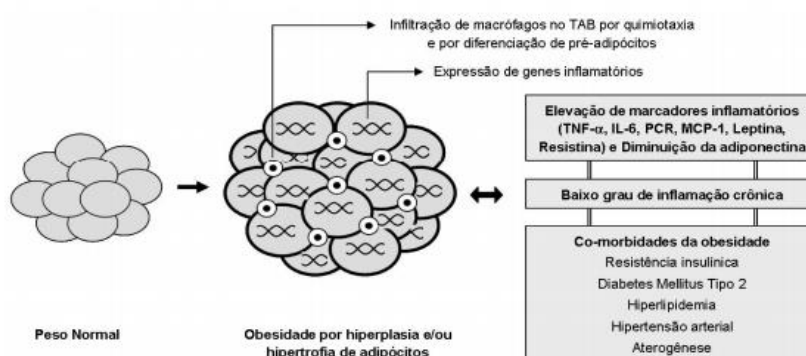 Infiltração de macrófagos no TAB por quimiotaxia
e por diferenciação de pré-adipócitos
Expressão de genes inflamatórios
Elevação de marcadores inflamatórios
(TNF-α, IL-6, PCR, MCP-1, Leptina,
Resistina) e Diminuição da adiponectina
Baixo grau de inflamação crônica
Co-morbidades da obesidade
Resistência insulínica
Diabetes Mellitus Tipo 2
Hiperlipidemia
Hipertensão arterial
Aterogênese
Peso Normal
Obesidade por hiperplasia e/ou
hipertrofia de adipócitos